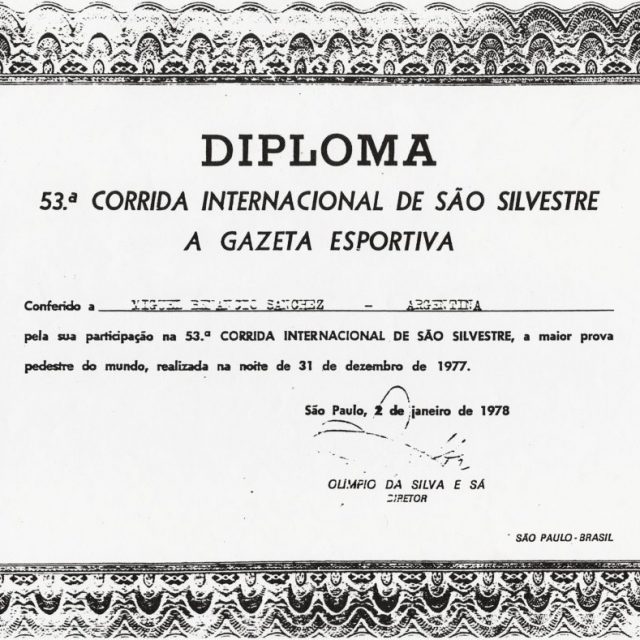 DIPLOMA
53.ª CORRIDA INTERNACIONAL DE SÃO SILVESTRE
A GAZETA ESPORTIVA
Conferido a MIGUEL BENANCIO SANCHEZ - ARGENTINA
pela sua participação na 53.ª CORRIDA INTERNACIONAL DE SÃO SILVESTRE, a maior prova
pedestre do mundo, realizada na noite de 31 de dezembro de 1977.
São Paulo, 2 de janeiro de 1978
OLIMPIO DA SILVA E SÁ
DIRETOR
SÃO PAULO - BRASIL